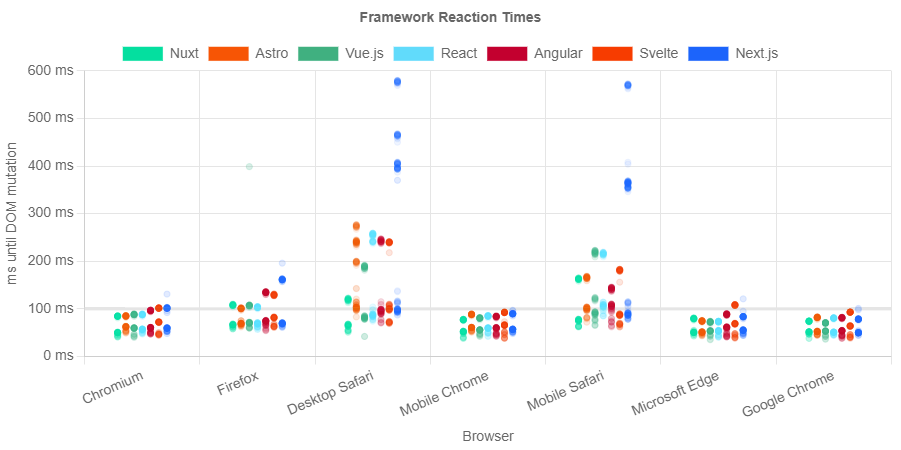 Framework Reaction Times
Nuxt Astro Vue.js React Angular Svelte Next.js
600 ms
500 ms
400 ms
300 ms
200 ms
100 ms
0 ms
ms until DOM mutation
Chromium Firefox Desktop Safari Mobile Chrome Mobile Safari Microsoft Edge Google Chrome
Browser